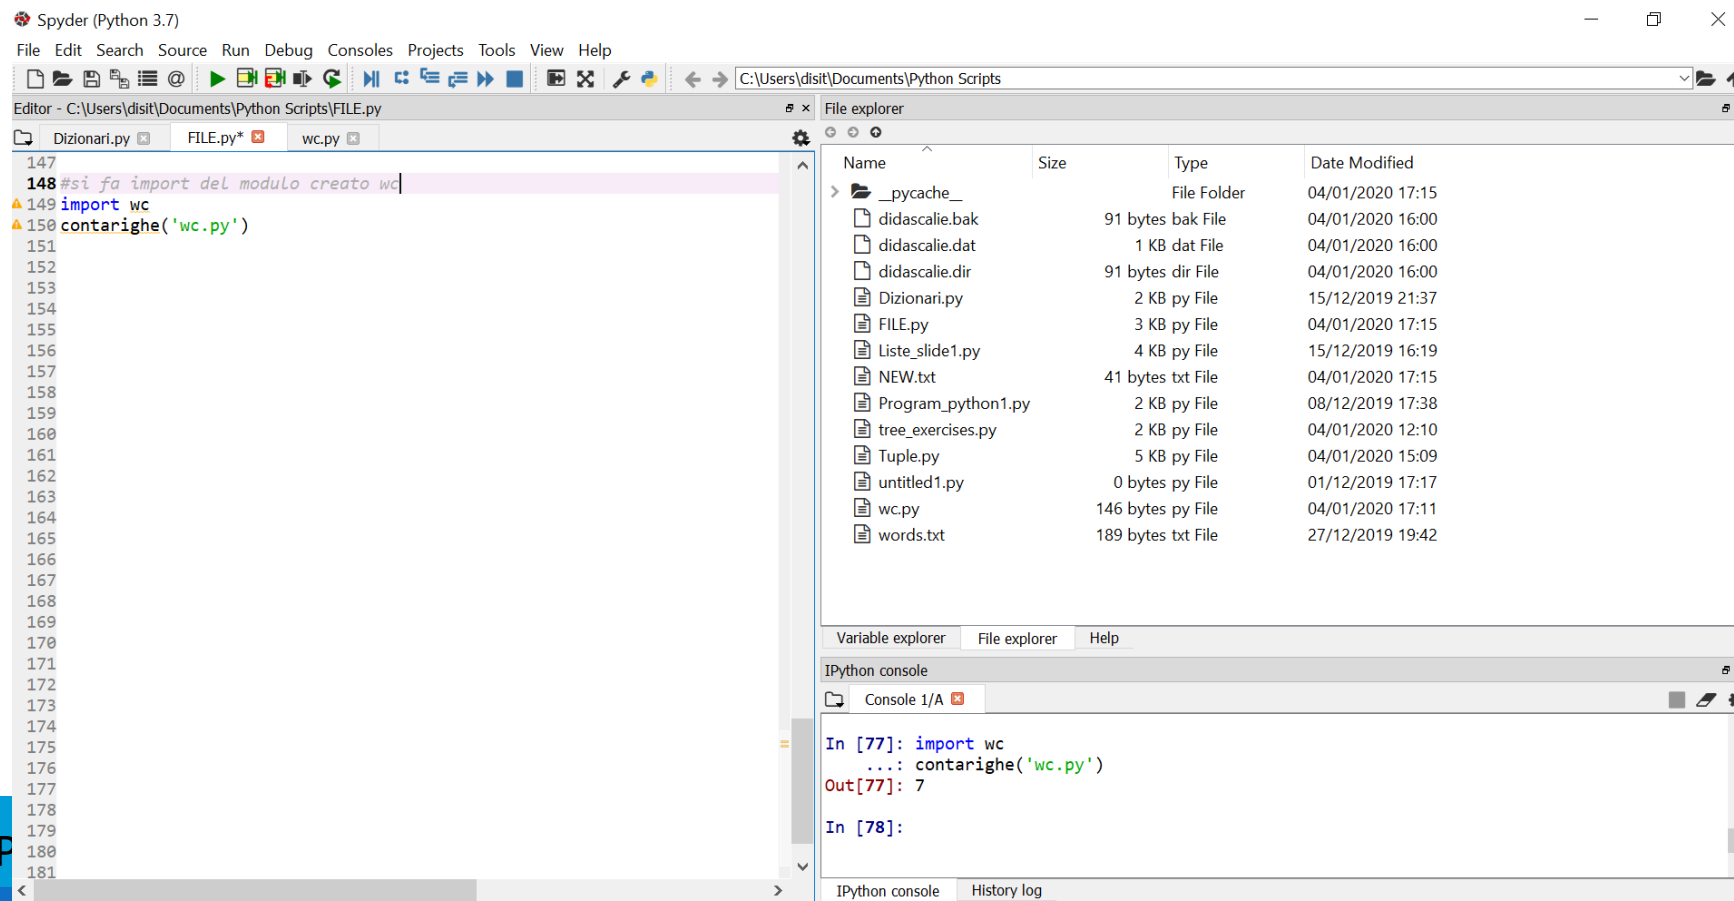 Spyder (Python 3.7)
File Edit Search Source Run Debug Consoles Projects Tools View Help
C:\Users\disit\Documents\Python Scripts
Editor - C:\Users\disit\Documents\Python Scripts\FILE.py
Dizionari.py FILE.py* wc.py
147
148 #si fa import del modulo creato wc
149 import wc
150 contarighe('wc.py')
151
152
153
154
155
156
157
158
159
160
161
162
163
164
165
166
167
168
169
170
171
172
173
174
175
176
177
178
179
180
181
P
File explorer
Name Size Type Date Modified
__pycache__ File Folder 04/01/2020 17:15
didascalie.bak 91 bytes bak File 04/01/2020 16:00
didascalie.dat 1 KB dat File 04/01/2020 16:00
didascalie.dir 91 bytes dir File 04/01/2020 16:00
Dizionari.py 2 KB py File 15/12/2019 21:37
FILE.py 3 KB py File 04/01/2020 17:15
Liste_slide1.py 4 KB py File 15/12/2019 16:19
NEW.txt 41 bytes txt File 04/01/2020 17:15
Program_python1.py 2 KB py File 08/12/2019 17:38
tree_exercises.py 2 KB py File 04/01/2020 12:10
Tuple.py 5 KB py File 04/01/2020 15:09
untitled1.py 0 bytes py File 01/12/2019 17:17
wc.py 146 bytes py File 04/01/2020 17:11
words.txt 189 bytes txt File 27/12/2019 19:42
Variable explorer File explorer Help
IPython console
Console 1/A
In [77]: import wc
...: contarighe('wc.py')
Out[77]: 7
In [78]:
IPython console History log